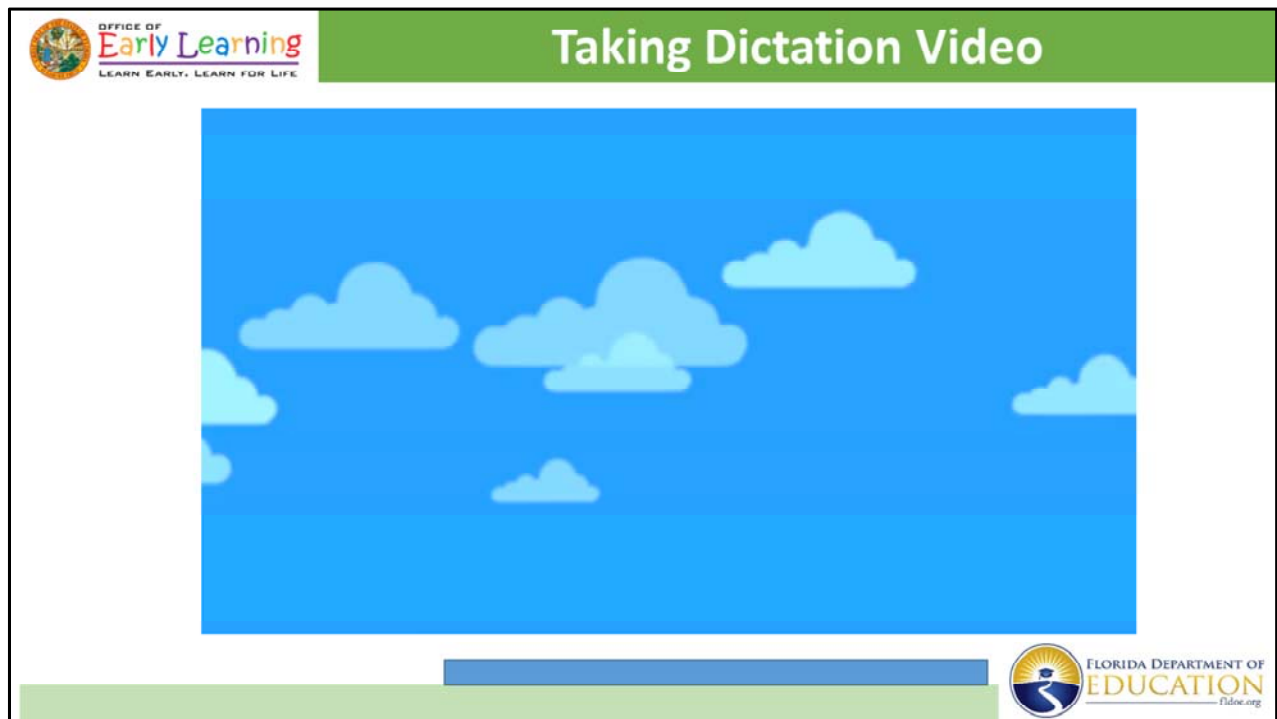 OFFICE OF
Early Learning
LEARN EARLY. LEARN FOR LIFE
Taking Dictation Video
FLORIDA DEPARTMENT OF
EDUCATION
fldoe.org